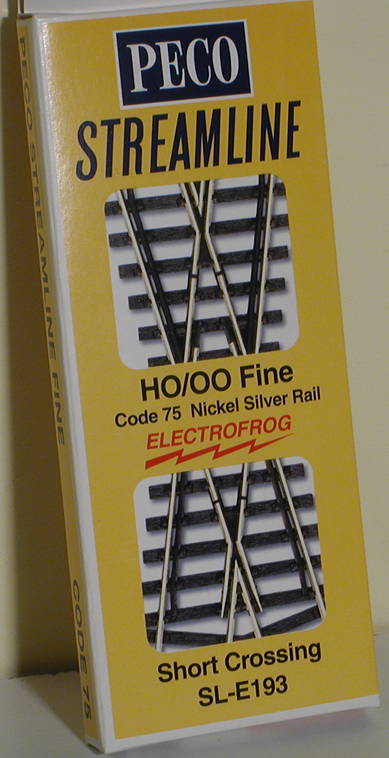 PECO
STREAMLINE
HO/OO Fine
Code 75 Nickel Silver Rail
ELECTROFROG
Short Crossing
SL-E193
PECO STREAMLINE FINE
CODE 75